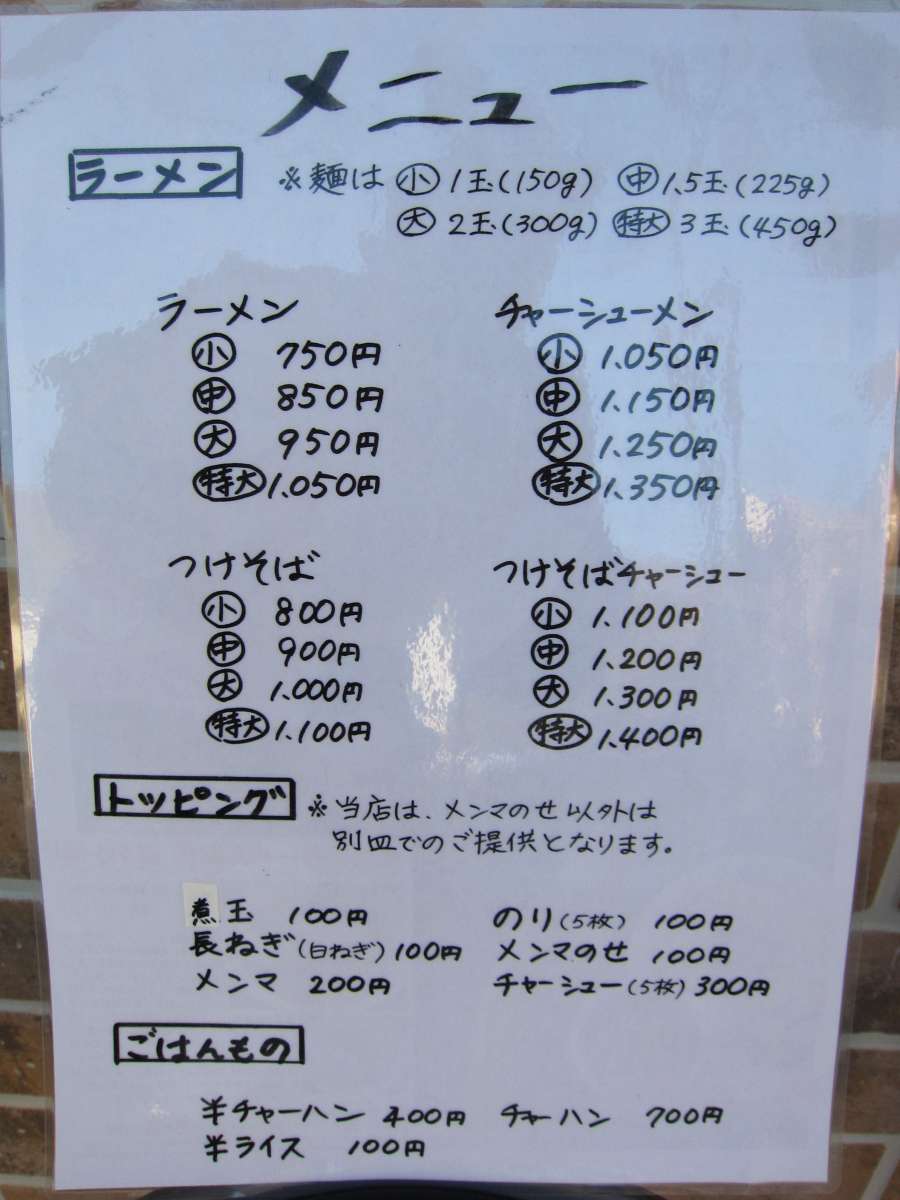 メニュー
ラーメン ※麺は ㊥小 1玉(150g) ㊥ 1.5玉(225g)
大 2玉(300g) 特大 3玉(450g)
ラーメン チャーシューメン
小 750円 小 1.050円
中 850円 中 1.150円
大 950円 大 1.250円
特大 1.050円 特大 1.350円
つけそば つけそばチャーシュー
小 800円 小 1.100円
中 900円 中 1.200円
大 1.000円 大 1.300円
特大 1.100円 特大 1.400円
トッピング ※当店は、メンマのせ以外は
別皿でのご提供となります。
煮玉 100円 のり(5枚) 100円
長ねぎ(白ねぎ) 100円 メンマのせ 100円
メンマ 200円 チャーシュー(5枚) 300円
ごはんもの
半チャーハン 400円 チャーハン 700円
半ライス 100円